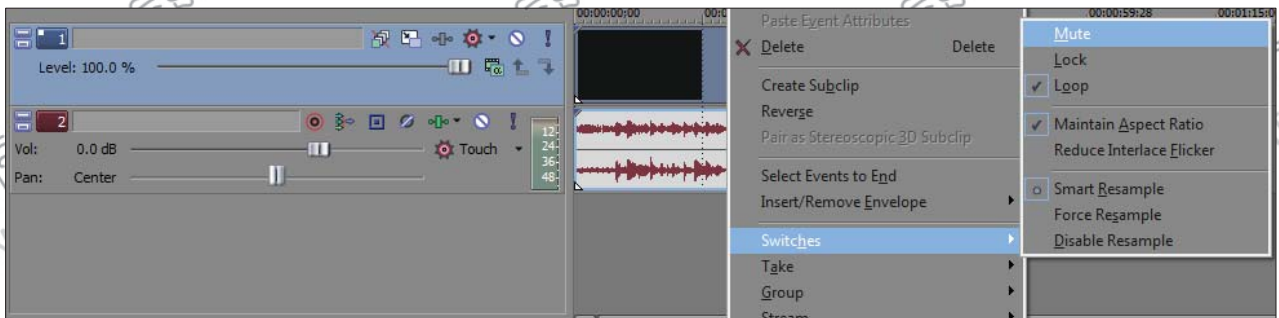 00:00:00;00
00:0
00:00:59:28
00:01:15:0
1
Level: 100.0 %
2
12-
24-
36-
48-
Vol:
0.0 dB
Touch
Pan:
Center
Paste Event Attributes
Delete
Delete
Create Subclip
Reverse
Pair as Stereoscopic 3D Subclip
Select Events to End
Insert/Remove Envelope
Switches
Take
Group
Stream
Mute
Lock
Loop
Maintain Aspect Ratio
Reduce Interlace Flicker
Smart Resample
Force Resample
Disable Resample